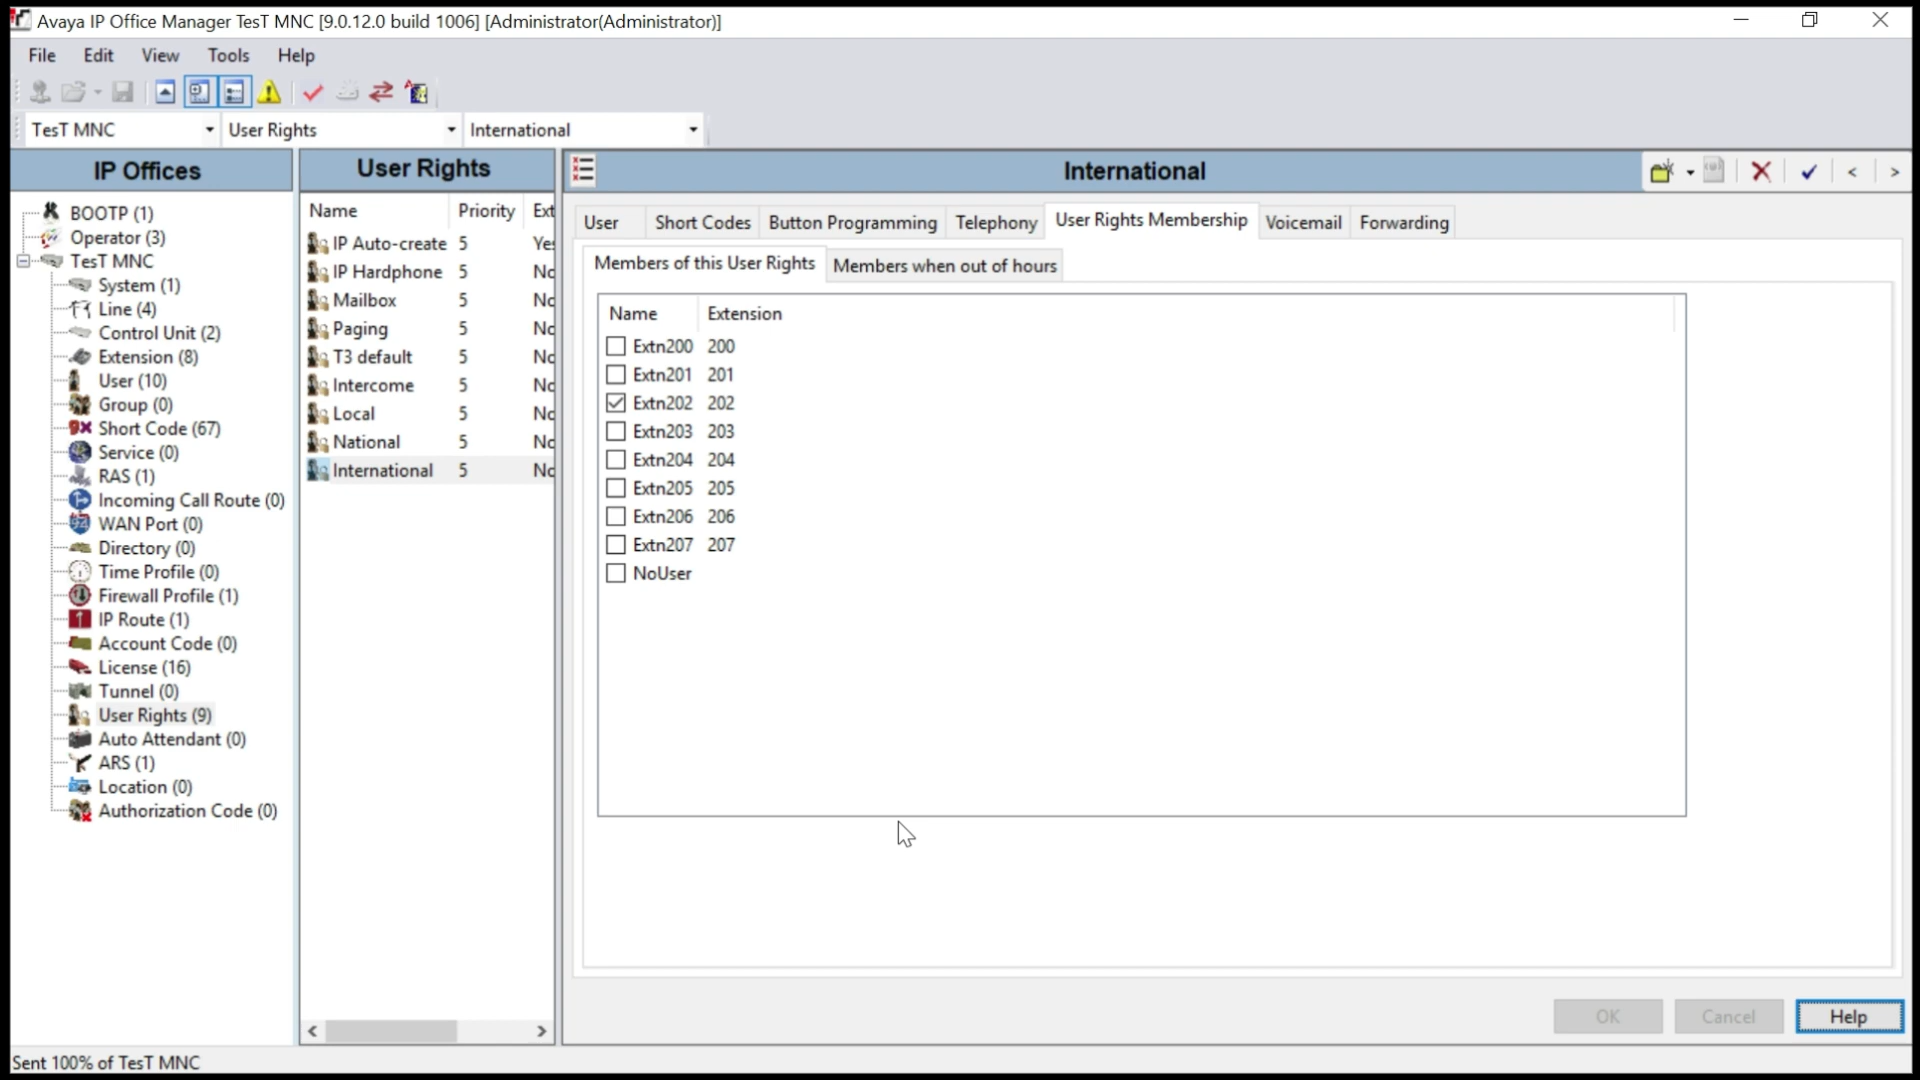 Avaya IP Office Manager TesT MNC [9.0.12.0 build 1006] [Administrator(Administrator)]
File Edit View Tools Help
TesT MNC User Rights International
IP Offices
BOOTP (1)
Operator (3)
TesT MNC
System (1)
Line (4)
Control Unit (2)
Extension (8)
User (10)
Group (0)
Short Code (67)
Service (0)
RAS (1)
Incoming Call Route (0)
WAN Port (0)
Directory (0)
Time Profile (0)
Firewall Profile (1)
IP Route (1)
Account Code (0)
License (16)
Tunnel (0)
User Rights (9)
Auto Attendant (0)
ARS (1)
Location (0)
Authorization Code (0)
User Rights
Name Priority Ext
IP Auto-create 5 Yes
IP Hardphone 5 No
Mailbox 5 No
Paging 5 No
T3 default 5 No
Intercome 5 No
Local 5 No
National 5 No
International 5 No
International
User Short Codes Button Programming Telephony User Rights Membership Voicemail Forwarding
Members of this User Rights Members when out of hours
Name Extension
Extn200 200
Extn201 201
Extn202 202
Extn203 203
Extn204 204
Extn205 205
Extn206 206
Extn207 207
NoUser
OK Cancel Help
Sent 100% of TesT MNC